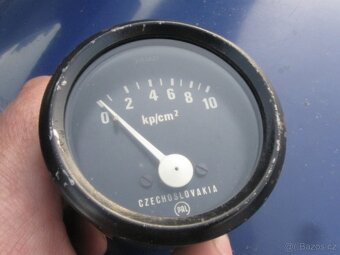 0 2 4 6 8 10
kp/cm²
CZECHOSLOVAKIA
PAL
© Bazos.cz